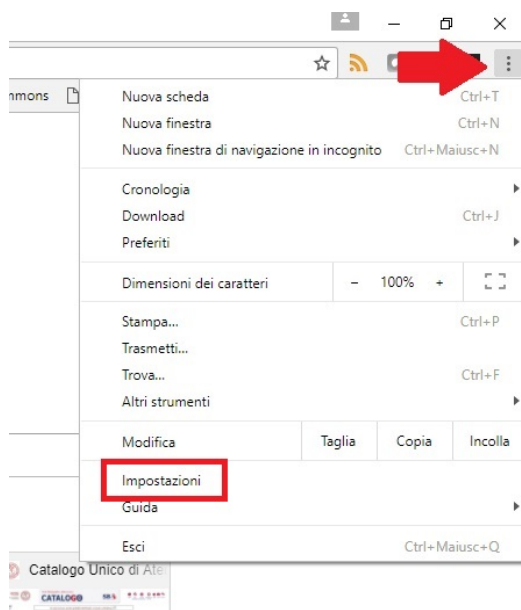 mmons
Nuova scheda Ctrl+T
Nuova finestra Ctrl+N
Nuova finestra di navigazione in incognito Ctrl+Maiusc+N
Cronologia
Download Ctrl+J
Preferiti
Dimensioni dei caratteri - 100% +
Stampa... Ctrl+P
Trasmetti...
Trova... Ctrl+F
Altri strumenti
Modifica Taglia Copia Incolla
Impostazioni
Guida
Esci Ctrl+Maiusc+Q
Catalogo Unico di Ate
CATALOGO